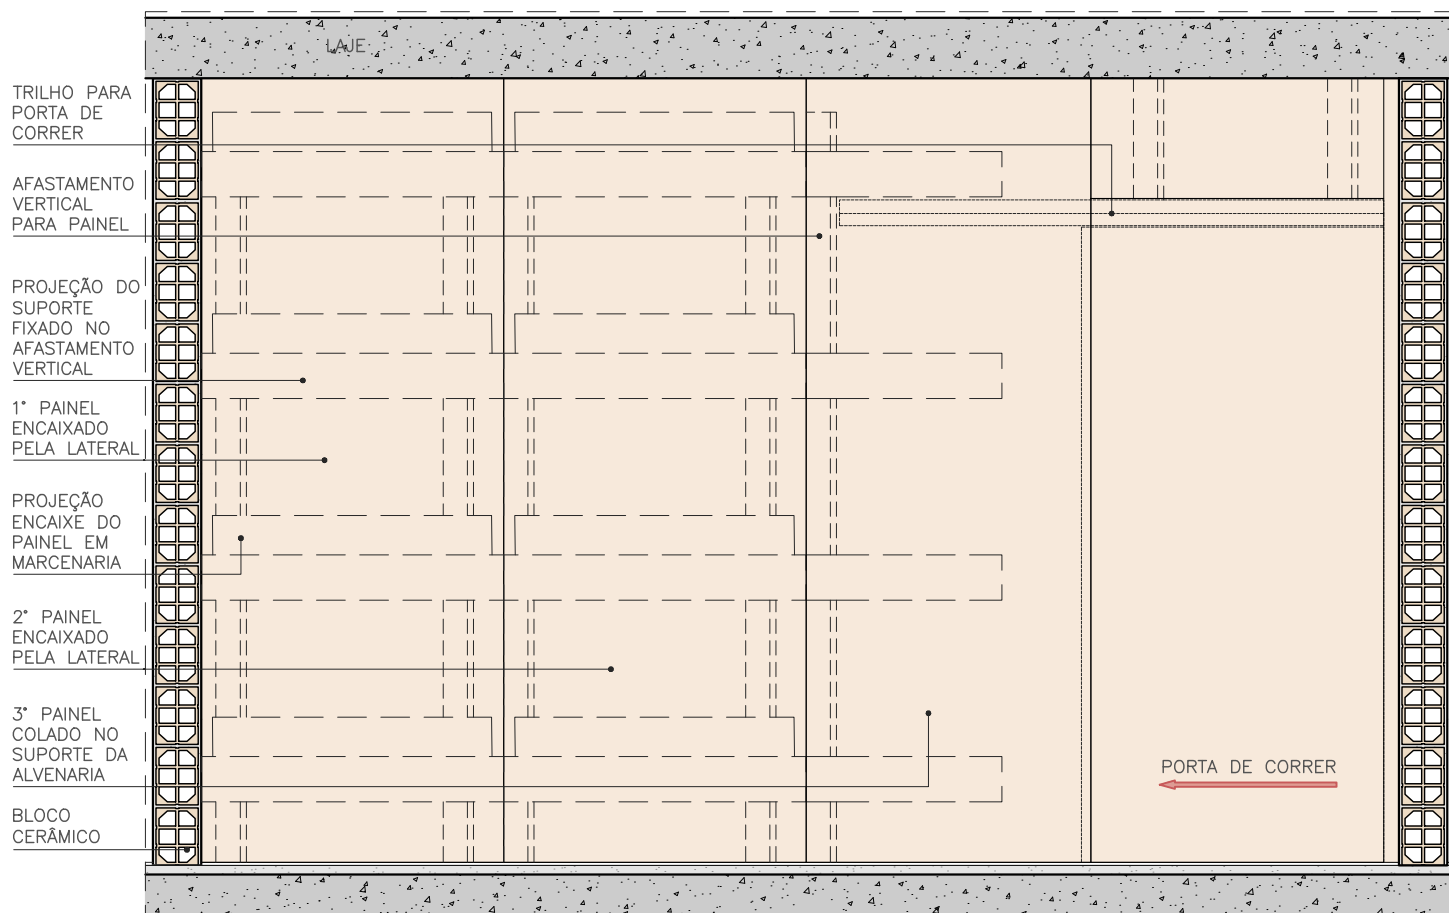 LAJE
TRILHO PARA
PORTA DE
CORRER
AFASTAMENTO
VERTICAL
PARA PAINEL
PROJEÇÃO DO
SUPORTE
FIXADO NO
AFASTAMENTO
VERTICAL
1° PAINEL
ENCAIXADO
PELA LATERAL
PROJEÇÃO
ENCAIXE DO
PAINEL EM
MARCENARIA
2° PAINEL
ENCAIXADO
PELA LATERAL
3° PAINEL
COLADO NO
SUPORTE DA
ALVENARIA
BLOCO
CERÂMICO
PORTA DE CORRER